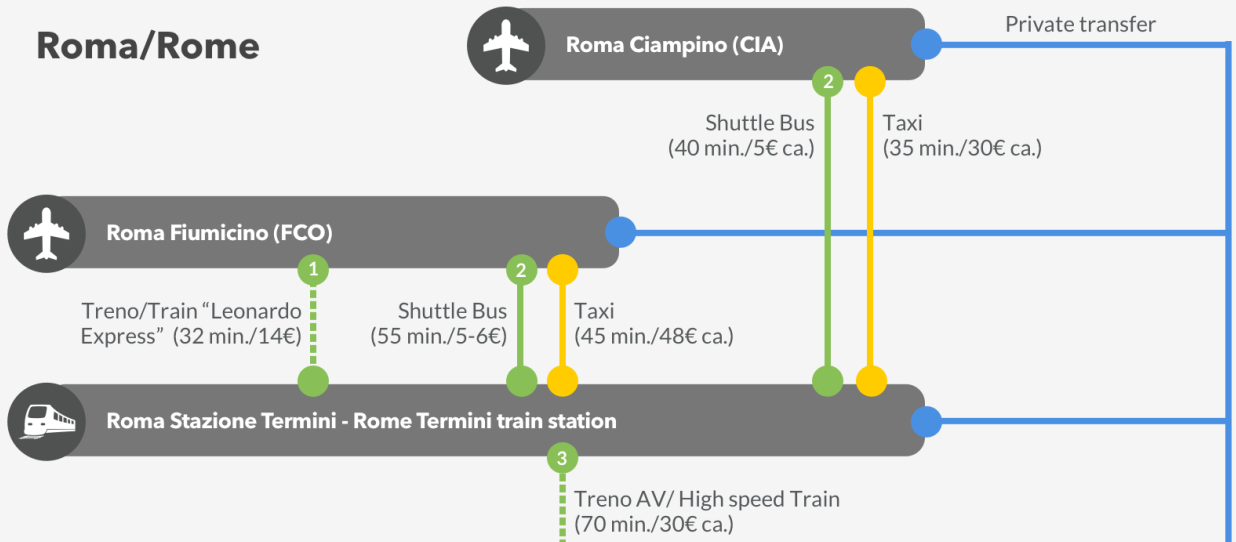 Roma/Rome
Roma Ciampino (CIA)
Private transfer
2
Shuttle Bus
(40 min./5€ ca.)
Taxi
(35 min./30€ ca.)
Roma Fiumicino (FCO)
1
2
Treno/Train “Leonardo
Express” (32 min./14€)
Shuttle Bus
(55 min./5-6€)
Taxi
(45 min./48€ ca.)
Roma Stazione Termini - Rome Termini train station
3
Treno AV/ High speed Train
(70 min./30€ ca.)